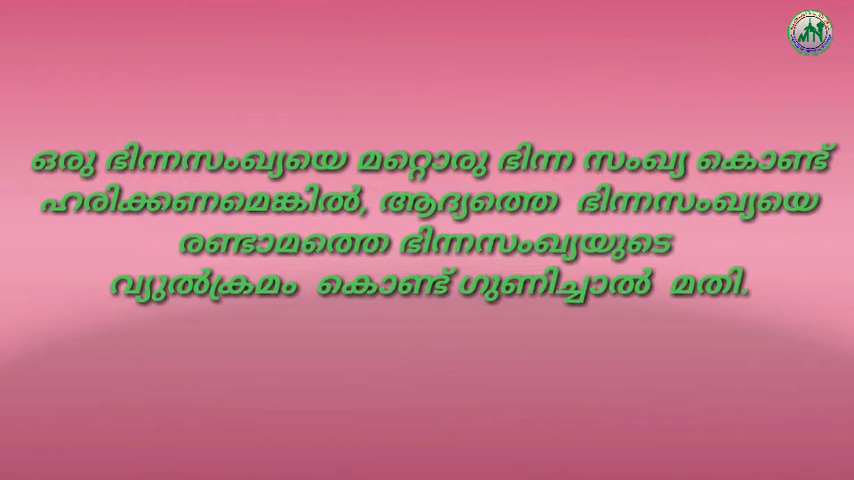 ഒരു ഭിന്നസംഖ്യയെ മറ്റൊരു ഭിന്ന സംഖ്യ കൊണ്ട്
ഹരിക്കണമെങ്കിൽ, ആദ്യത്തെ ഭിന്നസംഖ്യയെ
രണ്ടാമത്തെ ഭിന്നസംഖ്യയുടെ
വ്യുൽക്രമം കൊണ്ട് ഗുണിച്ചാൽ മതി.